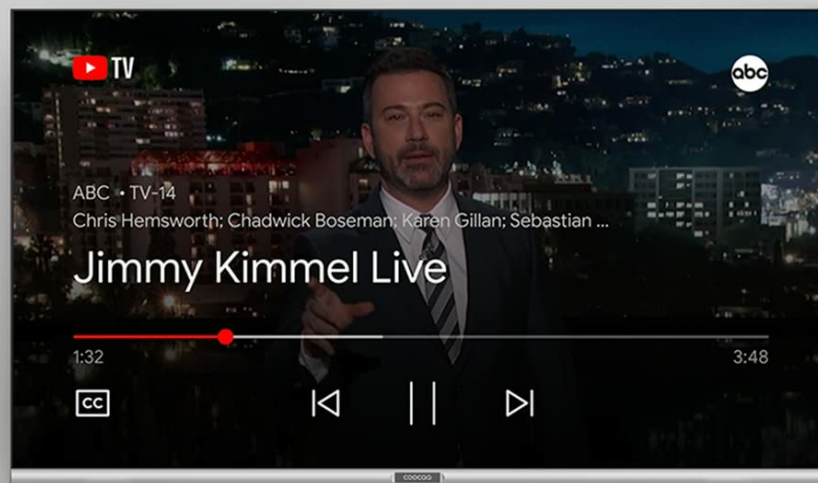 TV
abc
ABC • TV-14
Chris Hemsworth; Chadwick Boseman; Karen Gillan; Sebastian ...
Jimmy Kimmel Live
1:32
3:48
CC
coocaa